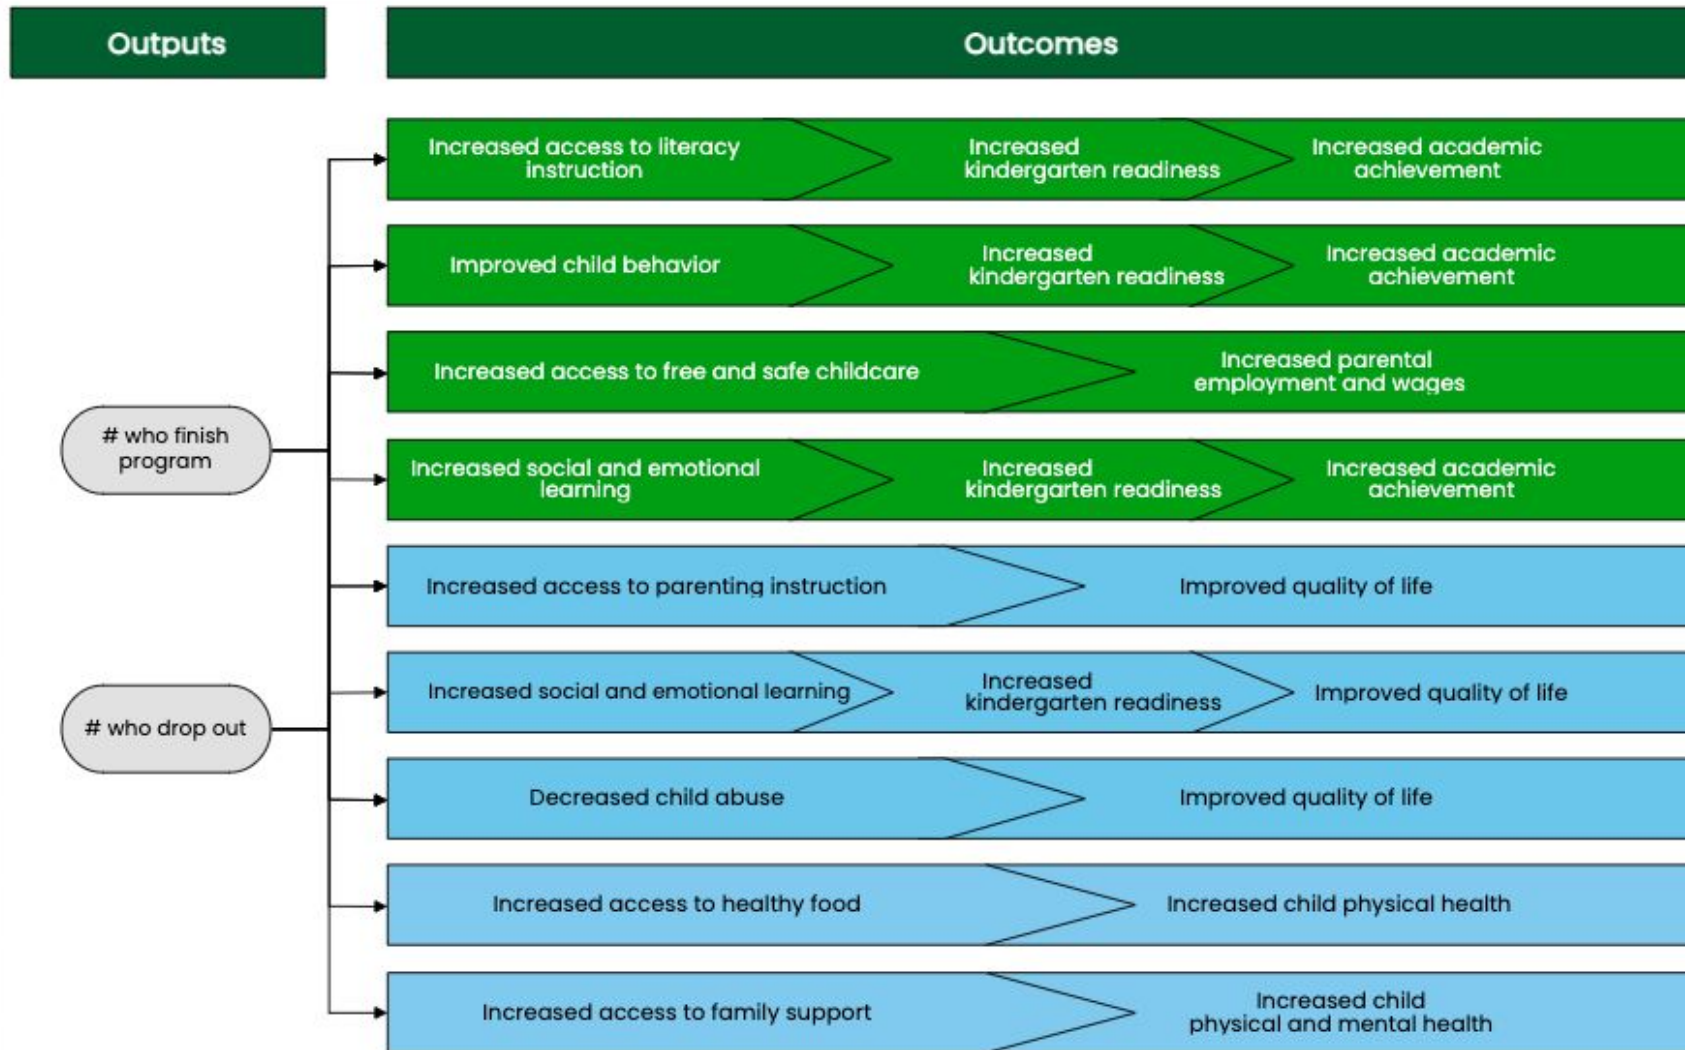 Outputs
Outcomes
Increased access to literacy
instruction
Increased
kindergarten readiness
Increased academic
achievement
Improved child behavior
Increased
kindergarten readiness
Increased academic
achievement
Increased access to free and safe childcare
Increased parental
employment and wages
# who finish
program
Increased social and emotional
learning
Increased
kindergarten readiness
Increased academic
achievement
Increased access to parenting instruction
Improved quality of life
# who drop out
Increased social and emotional learning
Increased
kindergarten readiness
Improved quality of life
Decreased child abuse
Improved quality of life
Increased access to healthy food
Increased child physical health
Increased access to family support
Increased child
physical and mental health